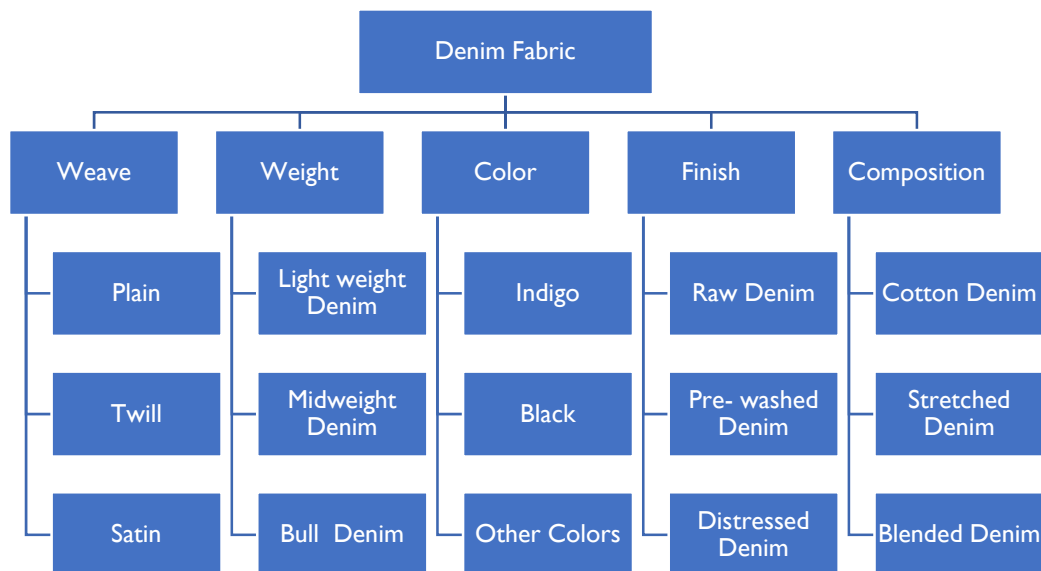 Denim Fabric
Weave
Weight
Color
Finish
Composition
Plain
Light weight
Denim
Indigo
Raw Denim
Cotton Denim
Twill
Midweight
Denim
Black
Pre- washed
Denim
Stretched
Denim
Satin
Bull  Denim
Other Colors
Distressed
Denim
Blended Denim